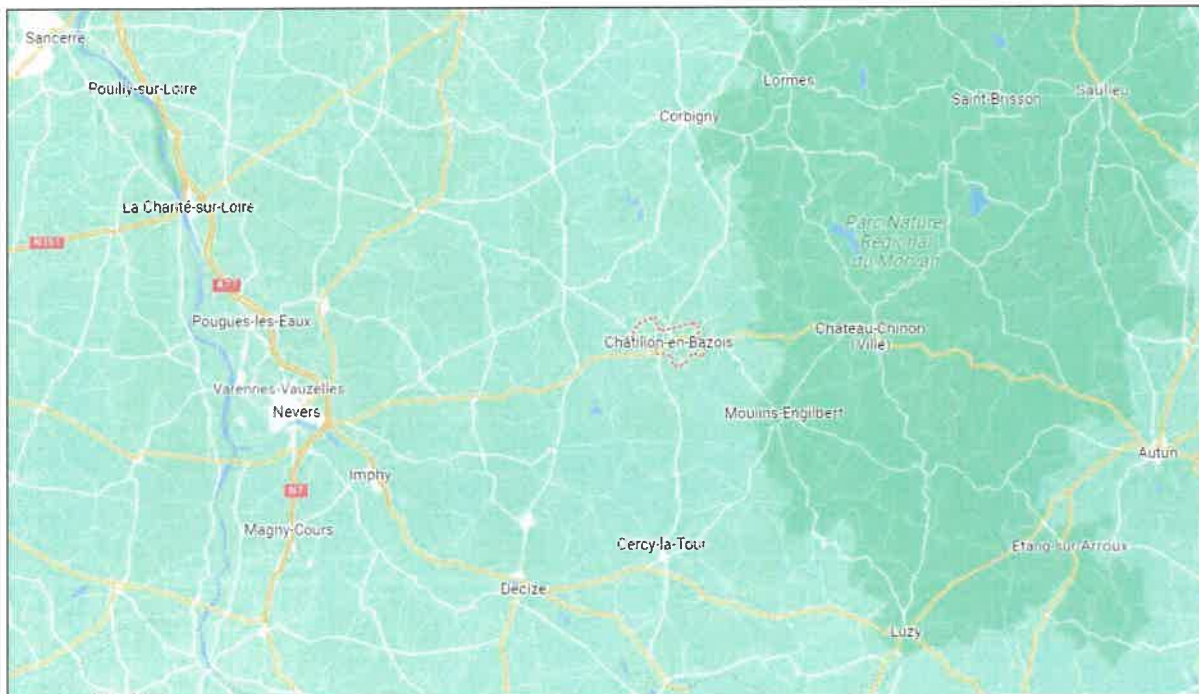 Sancerre
Pouilly-sur-Loire
Lormes
Saint-Brisson
Saulieu
Corbigny
La Charité-sur-Loire
N151
Parc Naturel
Régional
du Morvan
A77
Pougues-les-Eaux
Châtillon-en-Bazois
Château-Chinon
(Ville)
Varennes-Vauzelles
Nevers
Moulins-Engilbert
Autun
Imphy
N7
Magny-Cours
Cercy-la-Tour
Étang-sur-Arroux
Decize
Luzy